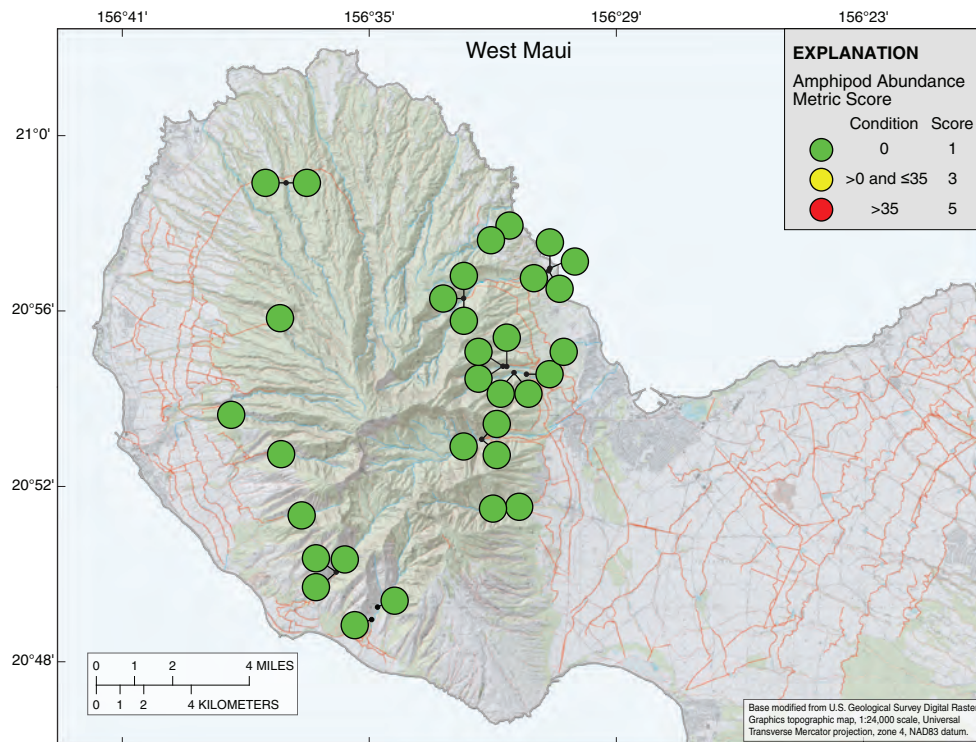 156°41' 156°35' 156°29' 156°23'
West Maui
EXPLANATION
Amphipod Abundance
Metric Score
Condition Score
0 1
>0 and ≤35 3
>35 5
21°0'
20°56'
20°52'
20°48'
0 1 2 4 MILES
0 1 2 4 KILOMETERS
Base modified from U.S. Geological Survey Digital Raster
Graphics topographic map, 1:24,000 scale, Universal
Transverse Mercator projection, zone 4, NAD83 datum.